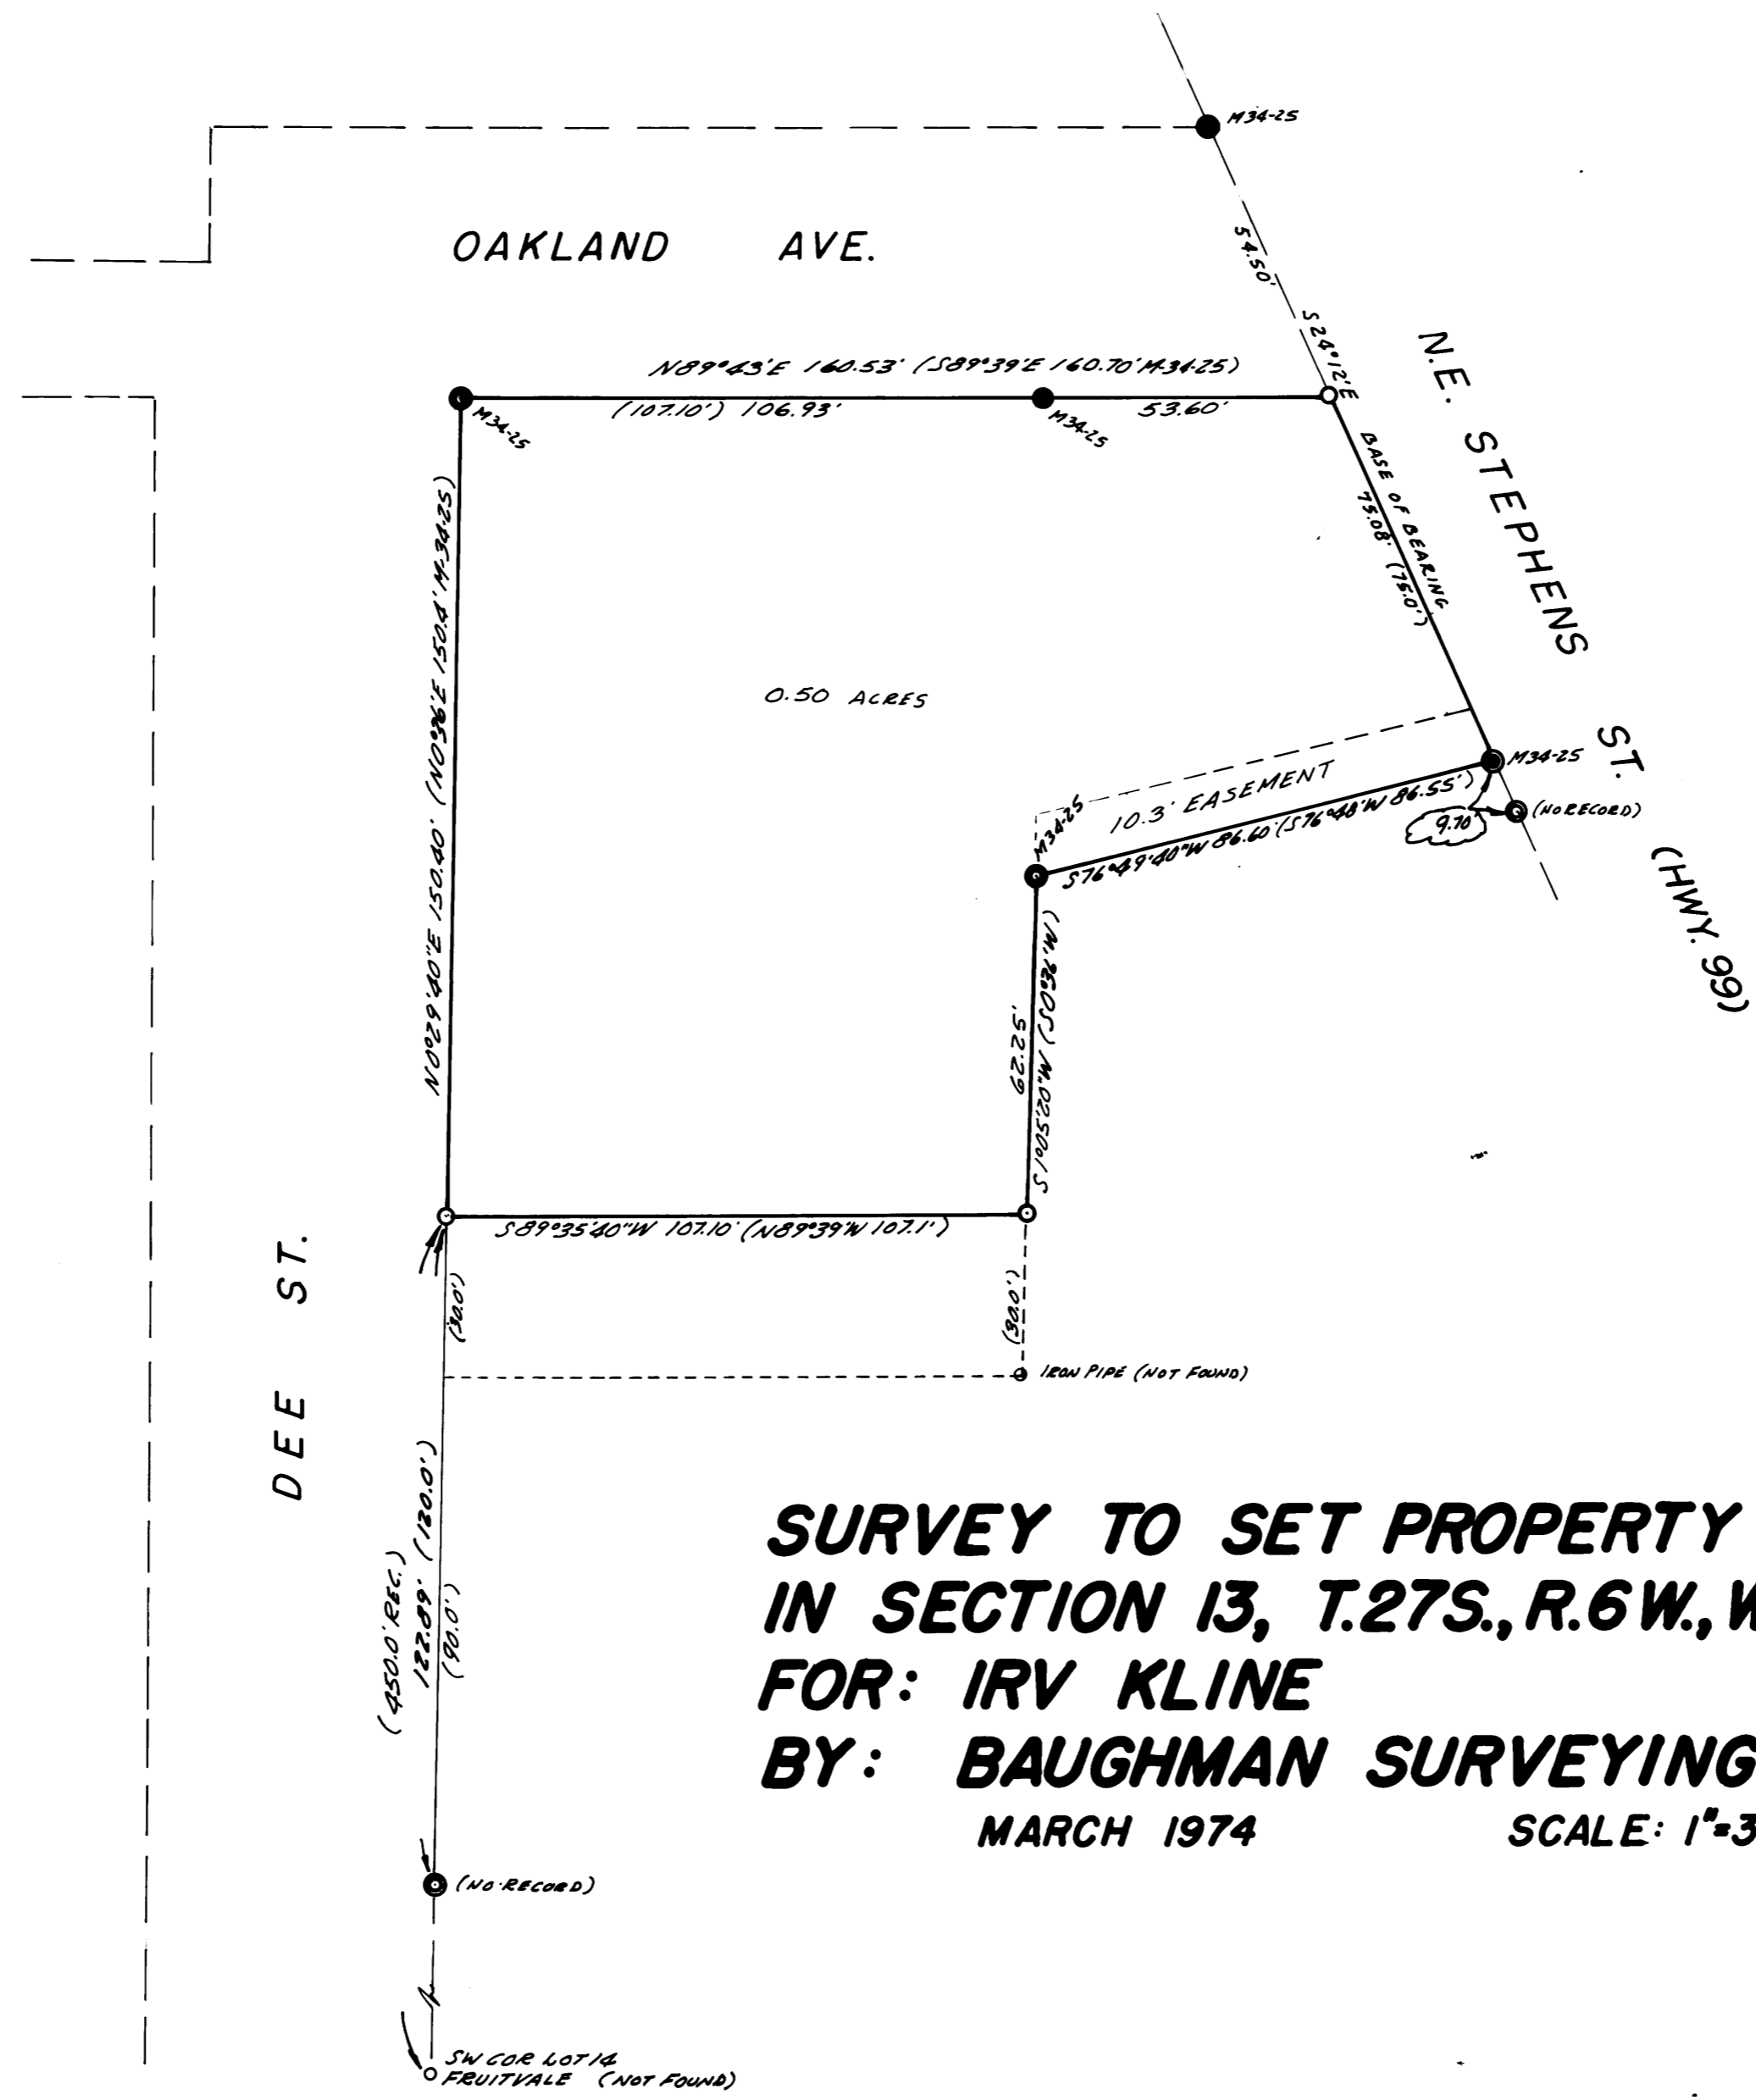 M34-25
OAKLAND AVE.
54.50'
S24°12'E
N.E. STEPHENS ST. (HWY. 99)
N89°43'E 160.53' (S89°39'E 160.70' M-34-25)
(107.10') 106.93'
53.60'
M34-25
M34-25
BASE OF BEARING
75.08' (75.0')
N0°29'40"E 150.40' (N0°36'E 150.4' M-34-25)
0.50 ACRES
10.3' EASEMENT
M34-25
M34-25
S76°49'40"W 86.60' (S76°48'W 86.55')
9.70'
(NO RECORD)
62.25'
S1°05'20"W (S0°36'W)
S89°35'40"W 107.10' (N89°39'W 107.1')
DEE ST.
(30.0')
(30.0')
IRON PIPE (NOT FOUND)
(450.0' REC.)
122.89' (120.0')
(90.0')
SURVEY TO SET PROPERTY
IN SECTION 13, T.27S., R.6W.,
FOR: IRV KLINE
BY: BAUGHMAN SURVEYING
MARCH 1974 SCALE: 1"=3
(NO RECORD)
SW COR LOT 14
FRUITVALE (NOT FOUND)